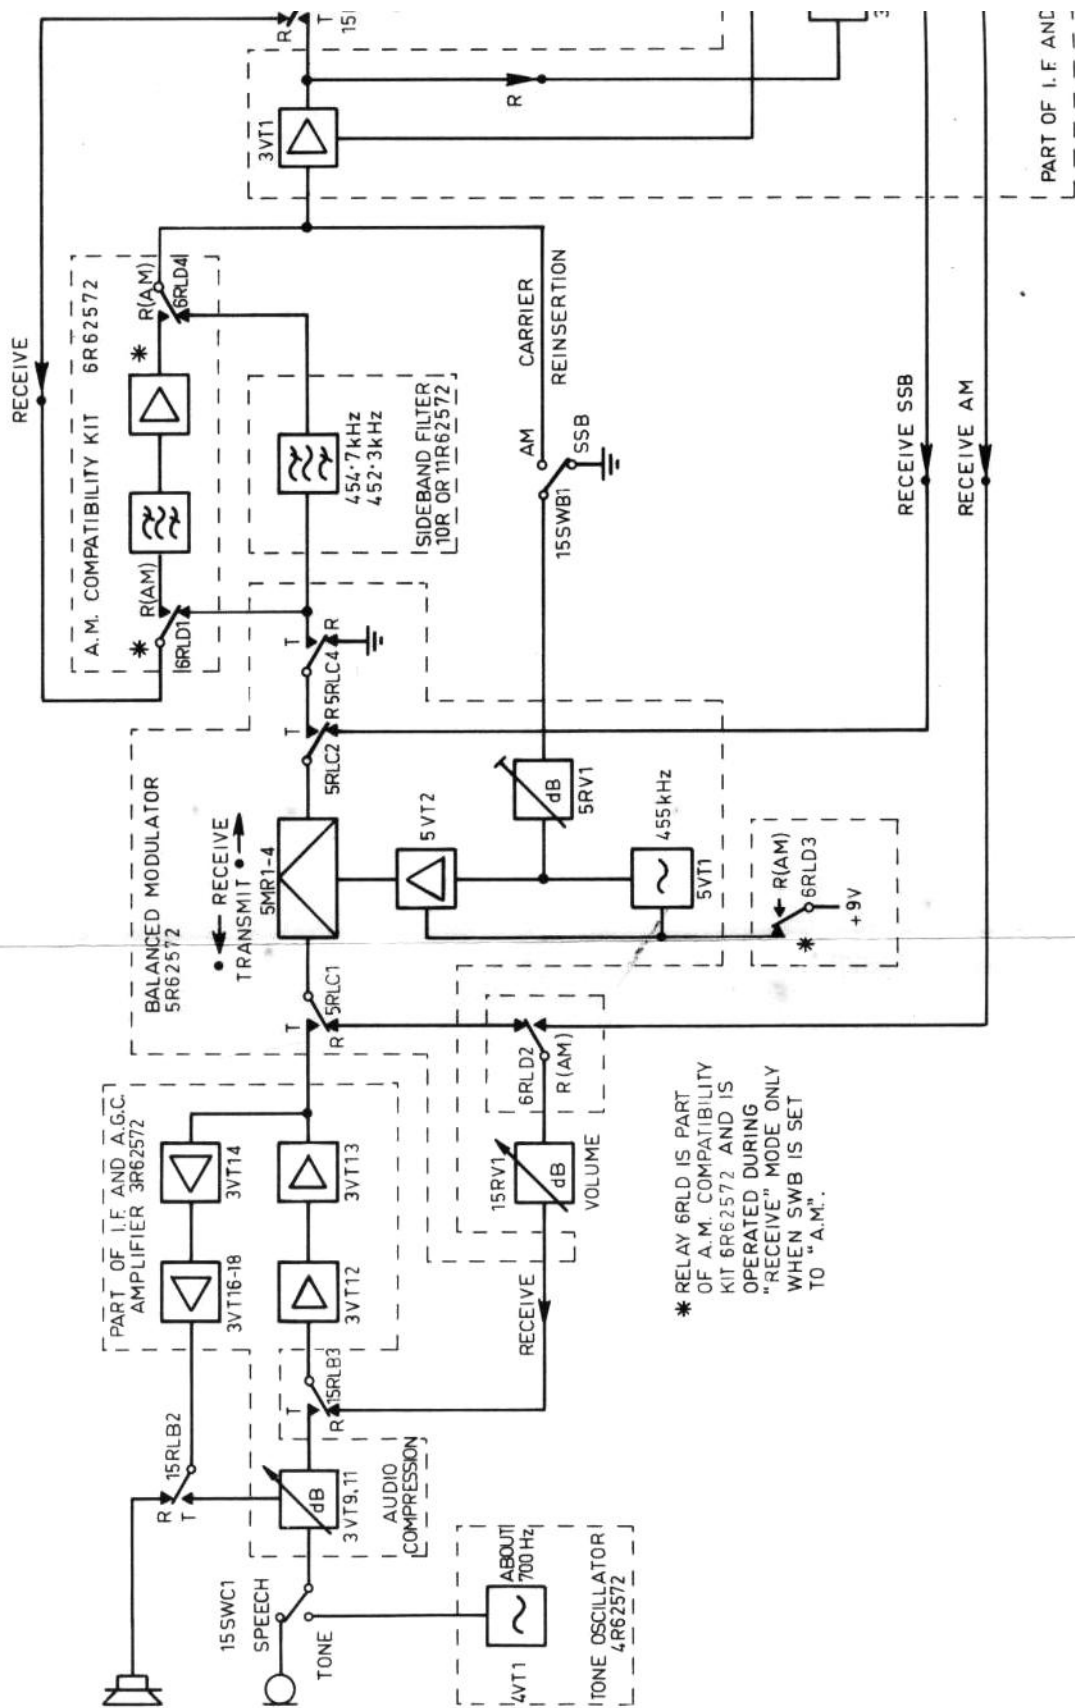 RECEIVE
A.M. COMPATIBILITY KIT 6R62572
R(AM)
6RLD4
*
R(AM)
*
6RLD1
3VT1
R
T
R
PART OF I.F. AND
454·7kHz
452·3kHz
SIDEBAND FILTER
10R OR 11R62572
CARRIER
REINSERTION
AM
SSB
15SWB1
RECEIVE SSB
RECEIVE AM
BALANCED MODULATOR
5R62572
RECEIVE
TRANSMIT
5MR1-4
T
R
5RLC2
T
R
5RLC4
5VT2
dB
5RV1
455kHz
5VT1
R(AM)
6RLD3
*
+9V
T
R
5RLC1
6RLD2
R(AM)
15RV1
dB
VOLUME
RECEIVE
PART OF I.F. AND A.G.C.
AMPLIFIER 3R62572
3VT14
3VT16-18
3VT13
3VT12
T
R
15RLB3
15RLB2
R
T
dB
3VT9,11
AUDIO
COMPRESSION
15SWC1
SPEECH
TONE
ABOUT
700Hz
4VT1
TONE OSCILLATOR
4R62572
* RELAY 6RLD IS PART
OF A.M. COMPATIBILITY
KIT 6R62572 AND IS
OPERATED DURING
"RECEIVE" MODE ONLY
WHEN SWB IS SET
TO "A.M".